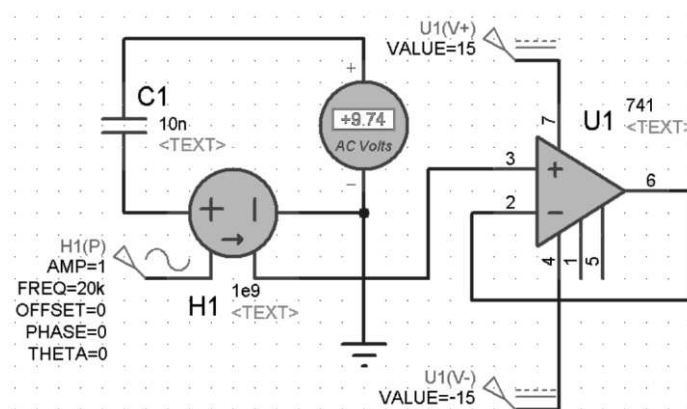 U1(V+)
VALUE=15
C1
10n
<TEXT>
+
+9.74
AC Volts
−
7
U1
741
<TEXT>
3
+
6
2
−
4
1
5
+
−
H1(P)
AMP=1
FREQ=20k
OFFSET=0
PHASE=0
THETA=0
H1
1e9
<TEXT>
U1(V-)
VALUE=-15